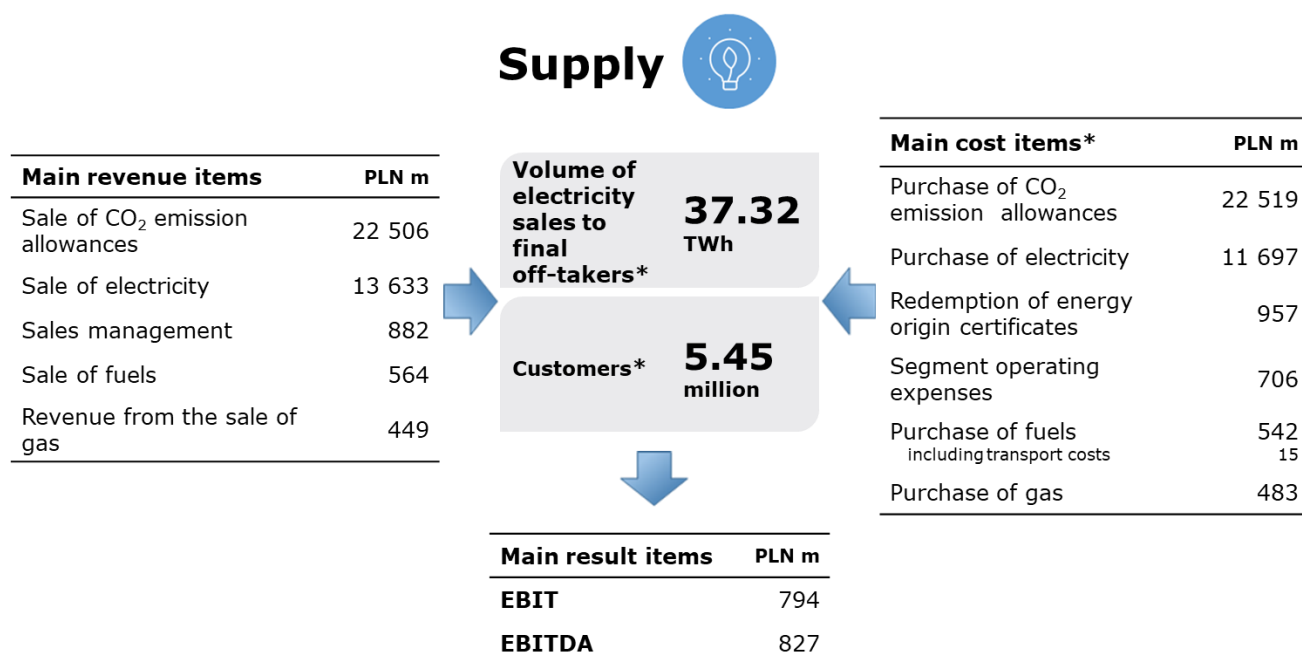 Supply
Main revenue items PLN m
Sale of CO₂ emission
allowances 22 506
Sale of electricity 13 633
Sales management 882
Sale of fuels 564
Revenue from the sale of
gas 449
Volume of
electricity
sales to
final
off-takers*
37.32
TWh
Customers*
5.45
million
Main cost items* PLN m
Purchase of CO₂
emission allowances 22 519
Purchase of electricity 11 697
Redemption of energy
origin certificates 957
Segment operating
expenses 706
Purchase of fuels 542
including transport costs 15
Purchase of gas 483
Main result items PLN m
EBIT 794
EBITDA 827